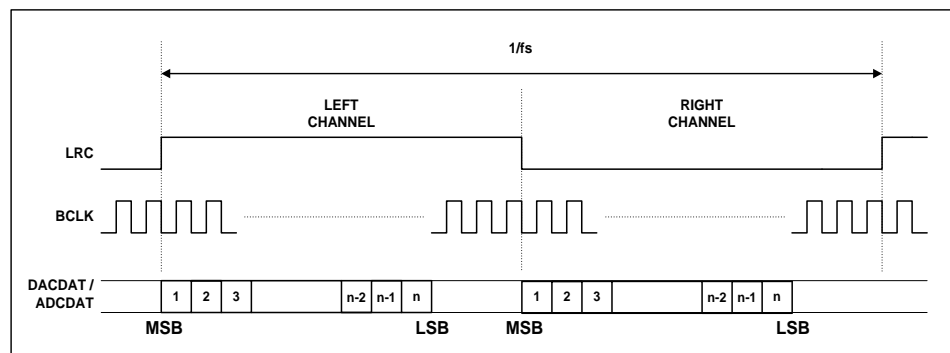 1/fs
LEFT
CHANNEL
RIGHT
CHANNEL
LRC
BCLK
DACDAT /
ADCDAT
1 2 3 n-2 n-1 n 1 2 3 n-2 n-1 n
MSB LSB MSB LSB